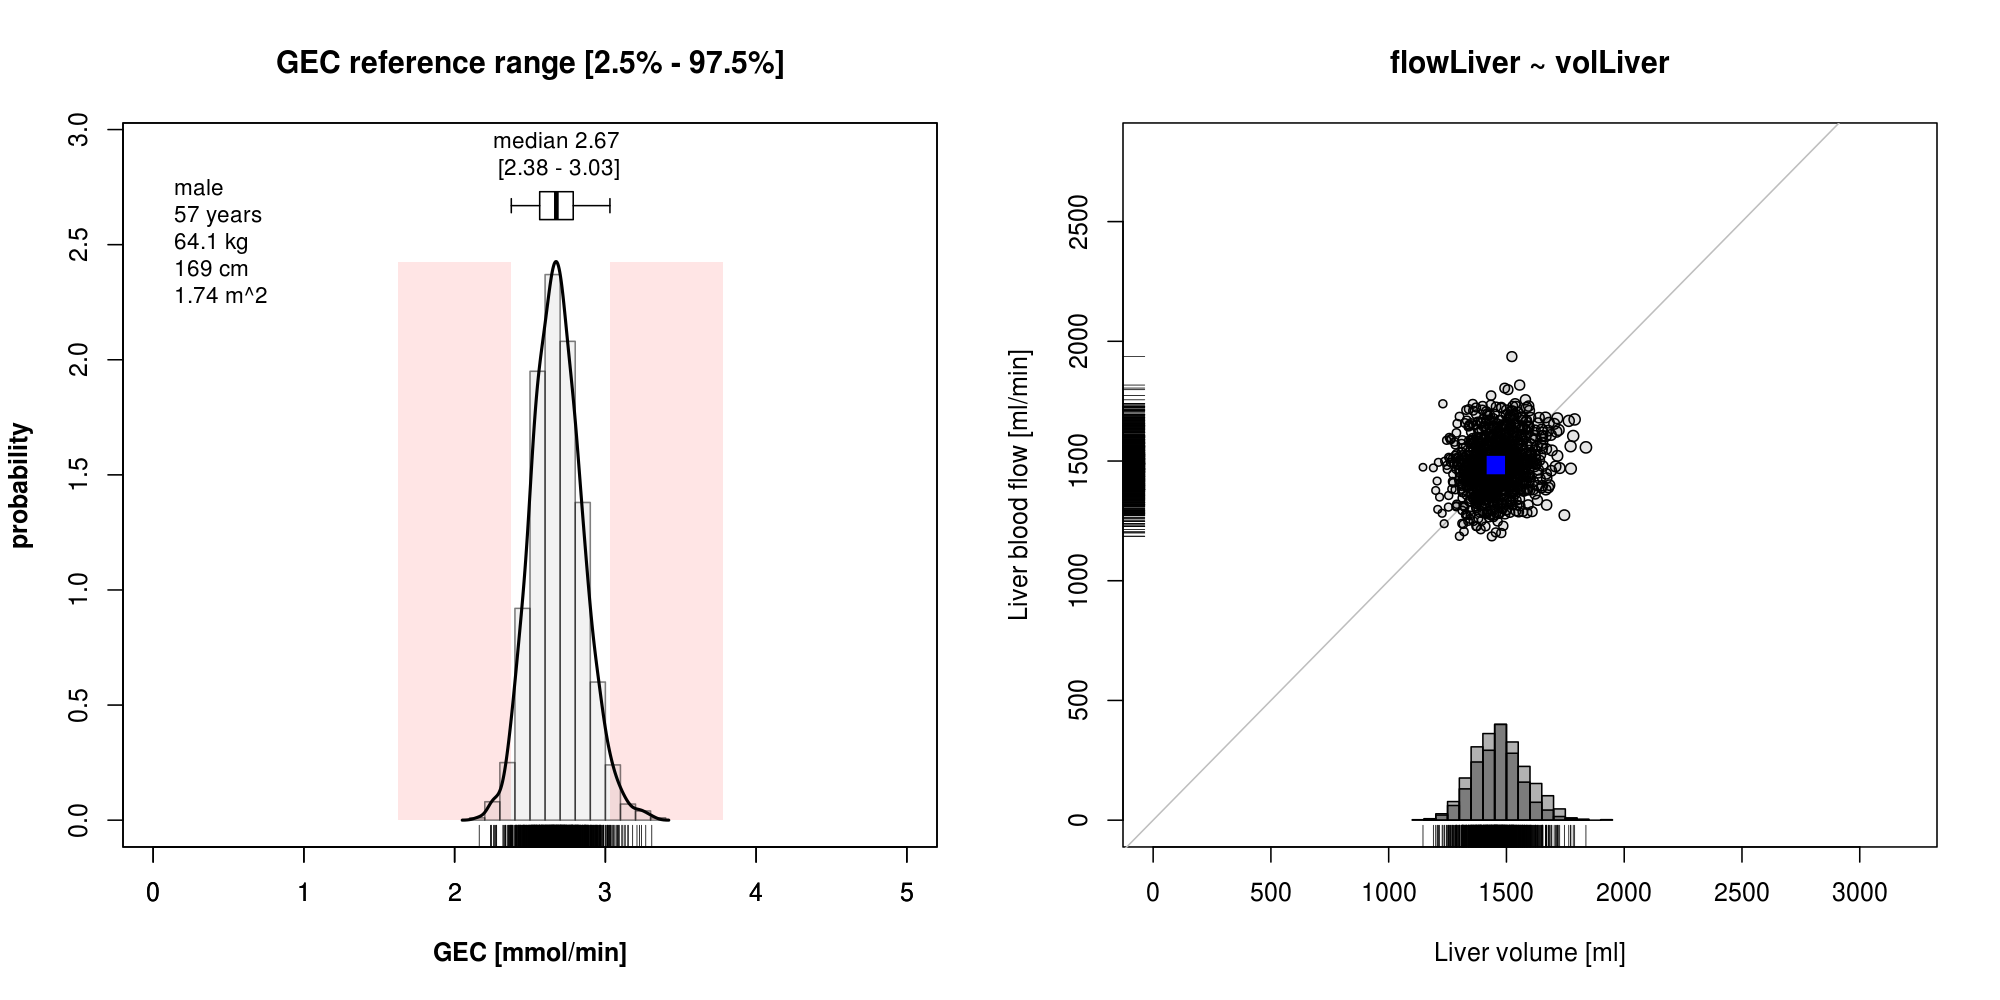 GEC reference range [2.5% - 97.5%]
median 2.67
[2.38 - 3.03]
male
57 years
64.1 kg
169 cm
1.74 m^2
probability
3.0
2.5
2.0
1.5
1.0
0.5
0.0
0 1 2 3 4 5
GEC [mmol/min]
flowLiver ~ volLiver
Liver blood flow [ml/min]
2500
2000
1500
1000
500
0
0 500 1000 1500 2000 2500 3000
Liver volume [ml]